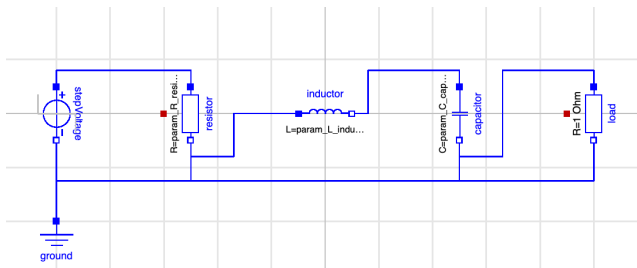 +
stepVoltage
-
R=param_R_resi...
resistor
inductor
L=param_L_indu...
C=param_C_cap...
capacitor
R=1 Ohm
load
ground